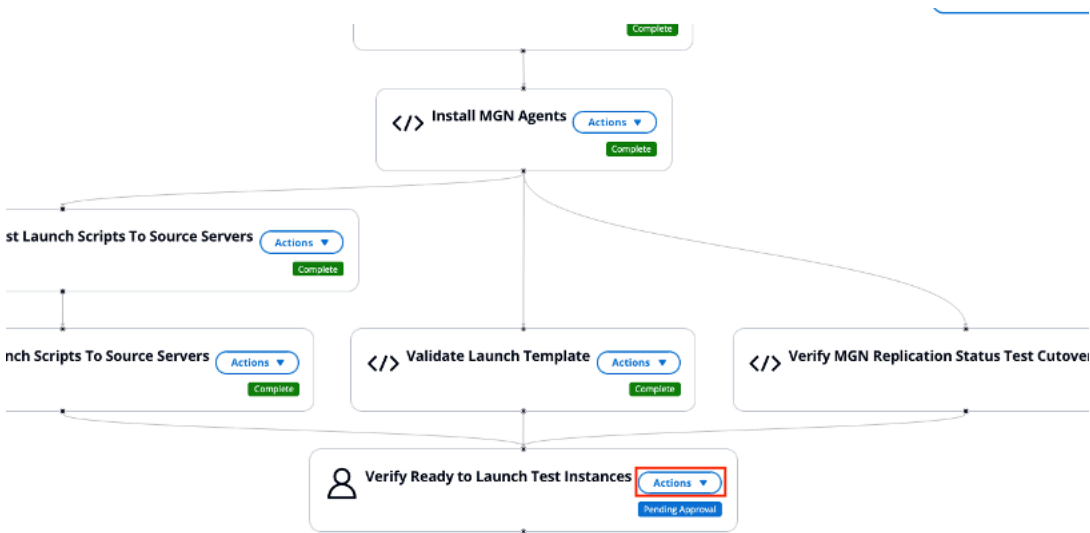 Complete
</> Install MGN Agents Actions ▼
Complete
st Launch Scripts To Source Servers Actions ▼
Complete
nch Scripts To Source Servers Actions ▼
Complete
</> Validate Launch Template Actions ▼
Complete
</> Verify MGN Replication Status Test Cutover
Verify Ready to Launch Test Instances Actions ▼
Pending Approval